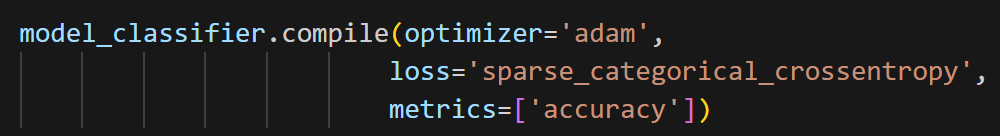 model_classifier.compile(optimizer='adam',
loss='sparse_categorical_crossentropy',
metrics=['accuracy'])